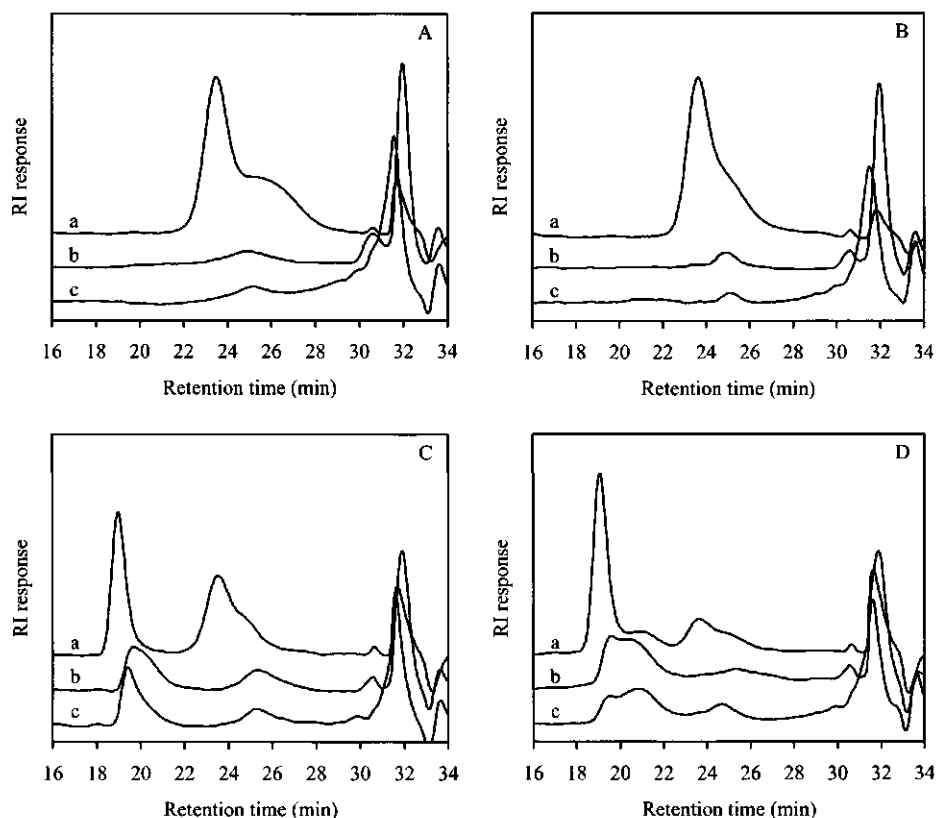 A
RI response
a
b
c
16 18 20 22 24 26 28 30 32 34
Retention time (min)
B
RI response
a
b
c
16 18 20 22 24 26 28 30 32 34
Retention time (min)
C
RI response
a
b
c
16 18 20 22 24 26 28 30 32 34
Retention time (min)
D
RI response
a
b
c
16 18 20 22 24 26 28 30 32 34
Retention time (min)